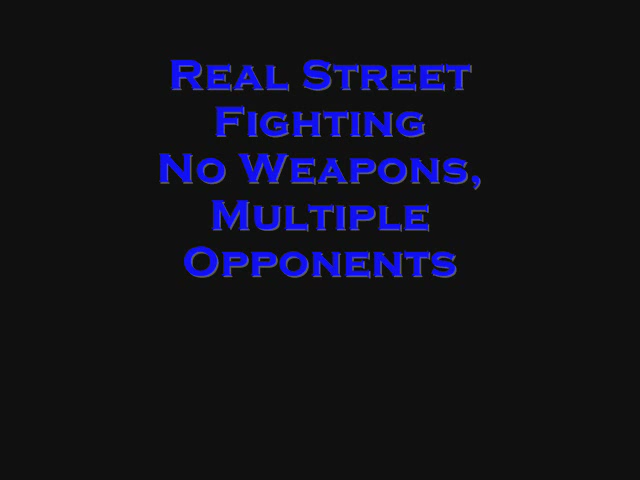 Real Street
Fighting
No Weapons,
Multiple
Opponents